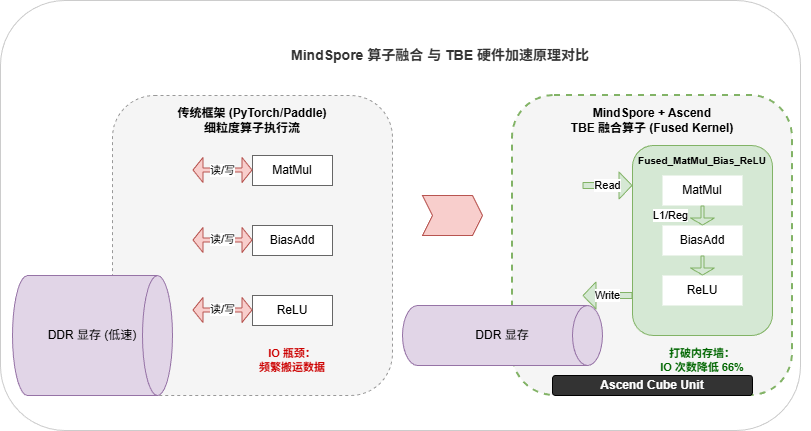 MindSpore 算子融合 与 TBE 硬件加速原理对比
传统框架 (PyTorch/Paddle)
细粒度算子执行流
读/写
MatMul
读/写
BiasAdd
读/写
ReLU
DDR 显存 (低速)
IO 瓶颈:
频繁搬运数据
MindSpore + Ascend
TBE 融合算子 (Fused Kernel)
Fused_MatMul_Bias_ReLU
Read
MatMul
L1/Reg
BiasAdd
Write
ReLU
DDR 显存
打破内存墙:
IO 次数降低 66%
Ascend Cube Unit